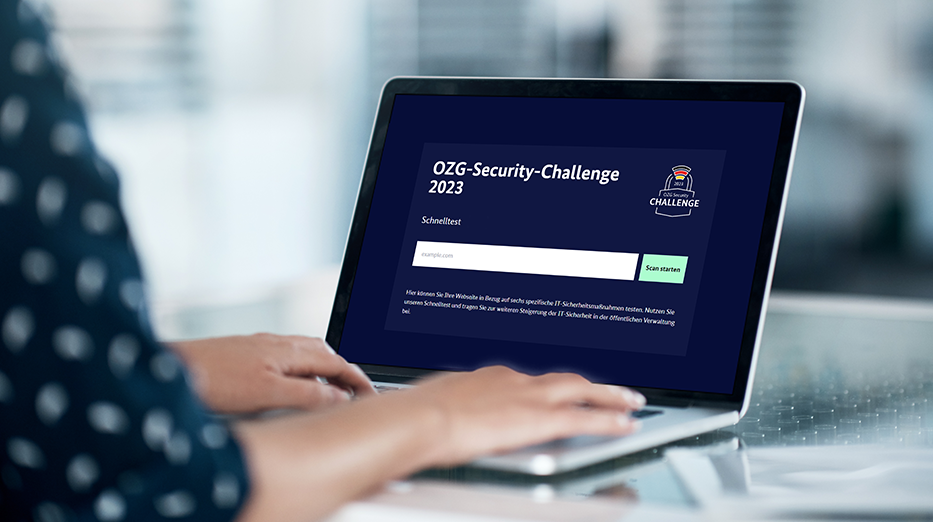 OZG-Security-Challenge
2023
2023
OZG Security
CHALLENGE
Schnelltest
example.com
Scan starten
Hier können Sie Ihre Webseite in Bezug auf sechs spezifische IT-Sicherheitsmaßnahmen testen. Nutzen Sie
unseren Schnelltest und tragen Sie zur weiteren Steigerung der IT-Sicherheit in der öffentlichen Verwaltung
bei.